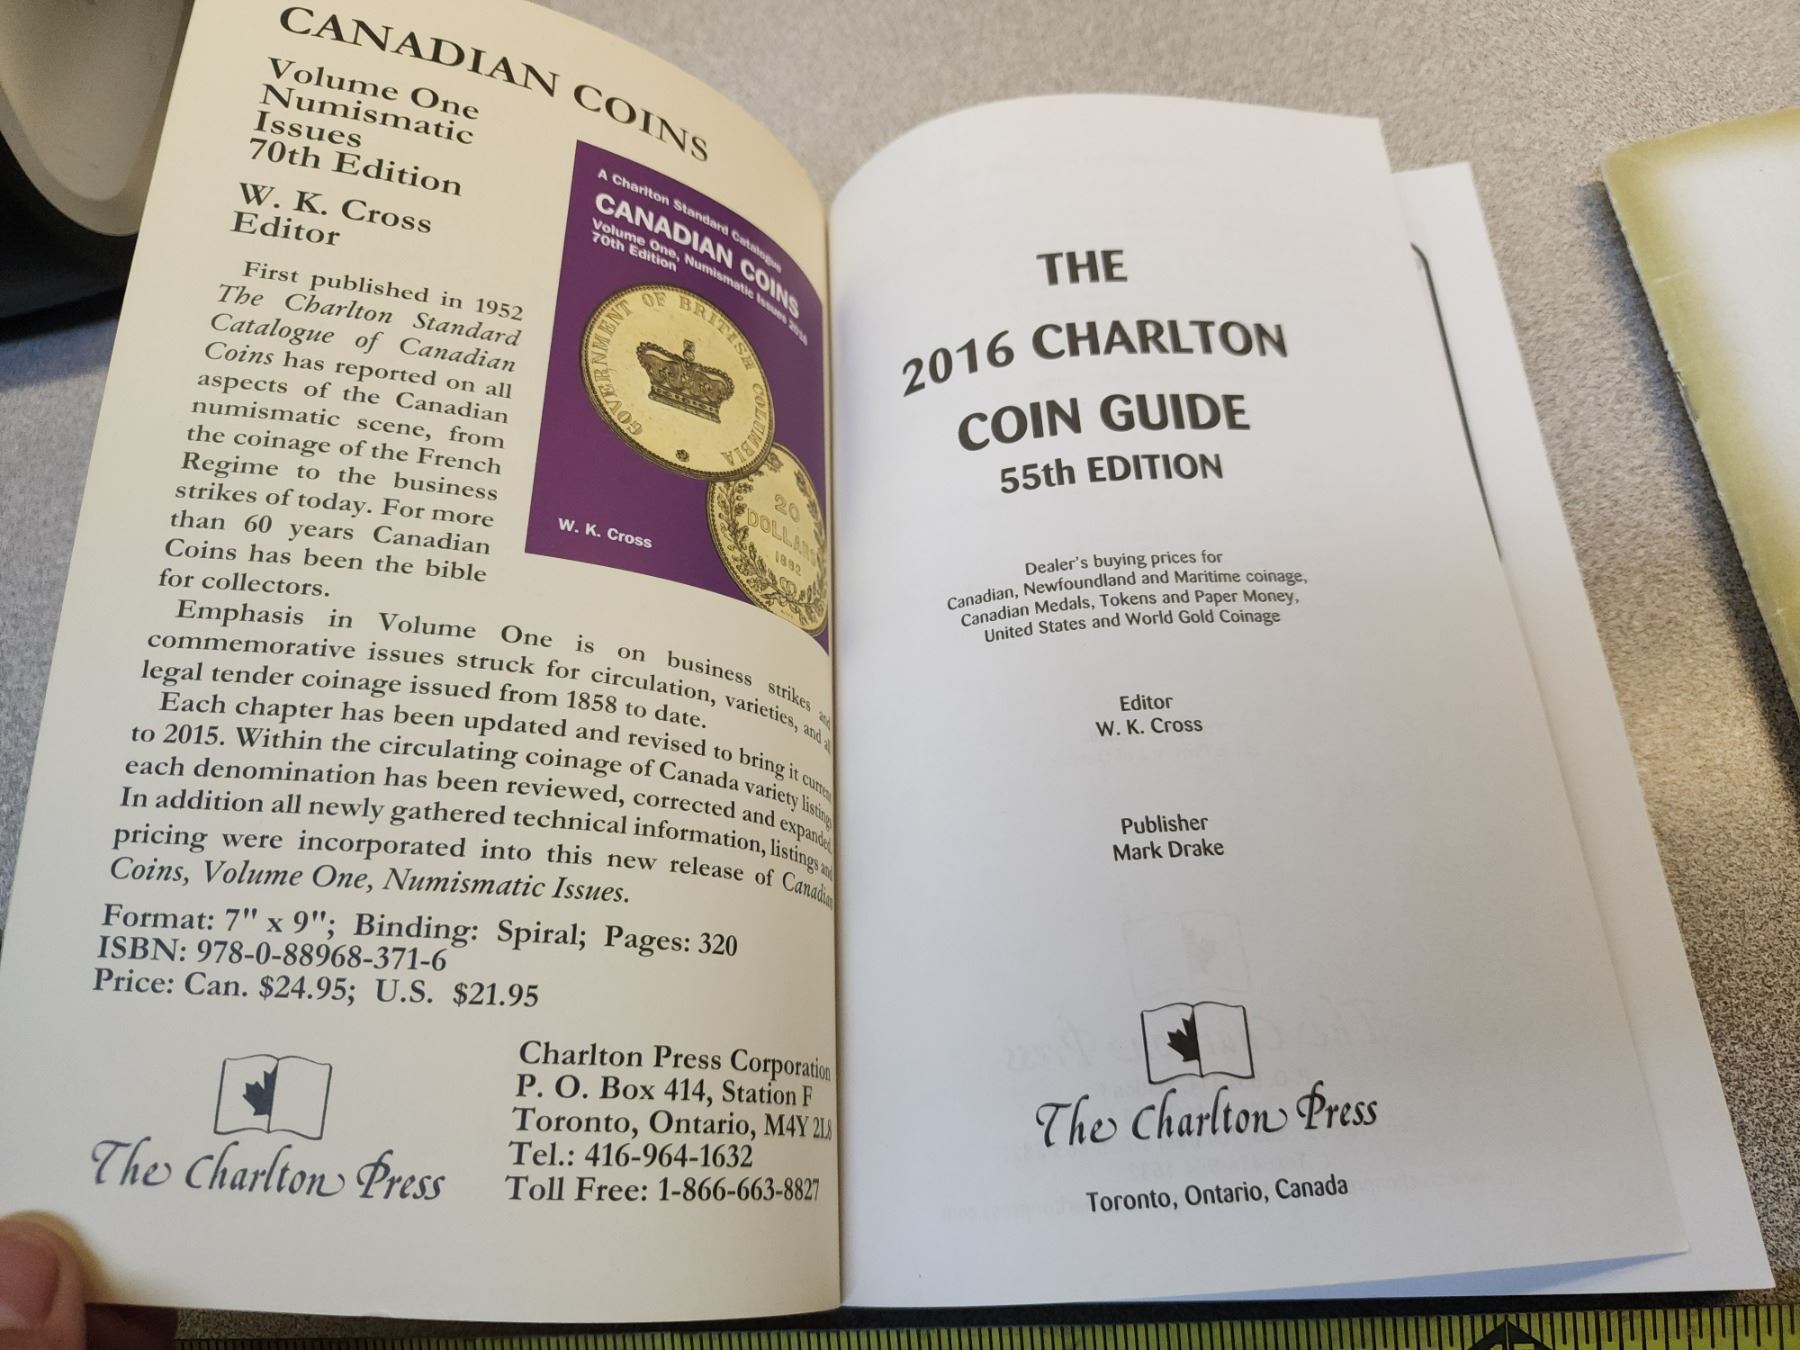 CANADIAN COINS
Volume One
Numismatic
Issues
70th Edition
W. K. Cross
Editor
First published in 1952
The Charlton Standard
Catalogue of Canadian
Coins has reported on all
aspects of the Canadian
numismatic scene, from
the coinage of the French
Regime to the business
strikes of today. For more
than 60 years Canadian
Coins has been the bible
for collectors.
Emphasis in Volume One is on business strikes and
commemorative issues struck for circulation, varieties, and all
legal tender coinage issued from 1858 to date.
Each chapter has been updated and revised to bring it current
to 2015. Within the circulating coinage of Canada variety listings
each denomination has been reviewed, corrected and expanded.
In addition all newly gathered technical information, listings and
pricing were incorporated into this new release of Canadian
Coins, Volume One, Numismatic Issues.
Format: 7" x 9"; Binding: Spiral; Pages: 320
ISBN: 978-0-88968-371-6
Price: Can. $24.95; U.S. $21.95
The Charlton Press
Charlton Press Corporation
P. O. Box 414, Station F
Toronto, Ontario, M4Y 2L8
Tel.: 416-964-1632
Toll Free: 1-866-663-8827
A Charlton Standard Catalogue
CANADIAN COINS
Volume One, Numismatic Issues 2016
70th Edition
GOVERNMENT OF BRITISH COLUMBIA
20
DOLLARS
1862
W. K. Cross
THE
2016 CHARLTON
COIN GUIDE
55th EDITION
Dealer's buying prices for
Canadian, Newfoundland and Maritime coinage,
Canadian Medals, Tokens and Paper Money,
United States and World Gold Coinage
Editor
W. K. Cross
Publisher
Mark Drake
The Charlton Press
Toronto, Ontario, Canada